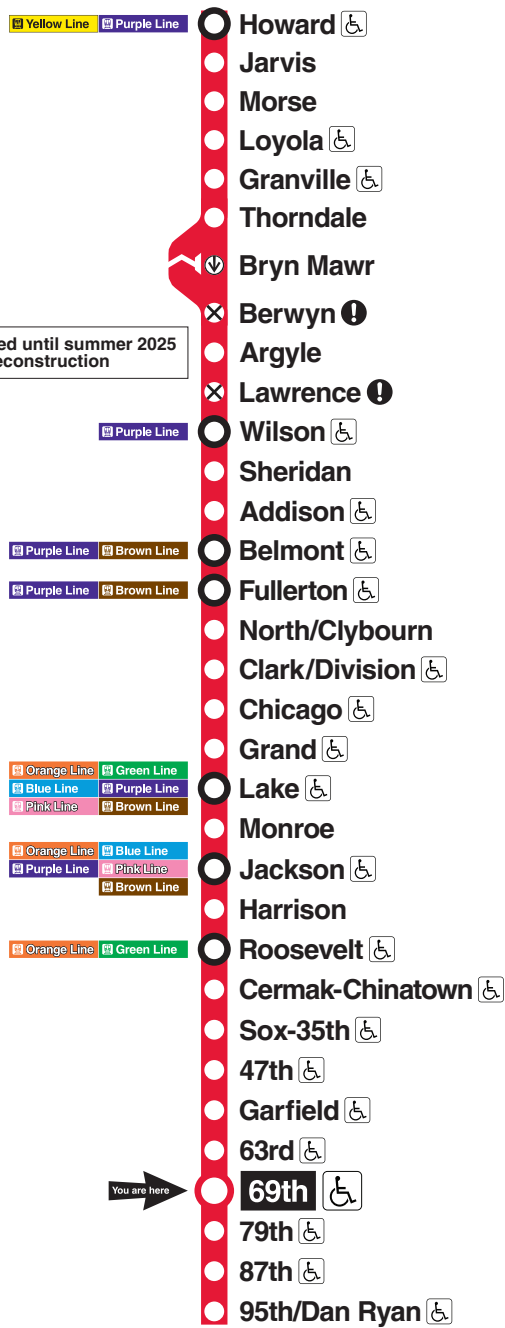 Yellow Line Purple Line Howard
Jarvis
Morse
Loyola
Granville
Thorndale
Bryn Mawr
Berwyn !
ed until summer 2025
econstruction
Argyle
Lawrence !
Purple Line Wilson
Sheridan
Addison
Purple Line Brown Line Belmont
Purple Line Brown Line Fullerton
North/Clybourn
Clark/Division
Chicago
Grand
Orange Line Green Line
Blue Line Purple Line Lake
Pink Line Brown Line
Monroe
Orange Line Blue Line
Purple Line Pink Line Jackson
Brown Line
Harrison
Orange Line Green Line Roosevelt
Cermak-Chinatown
Sox-35th
47th
Garfield
63rd
You are here 69th
79th
87th
95th/Dan Ryan